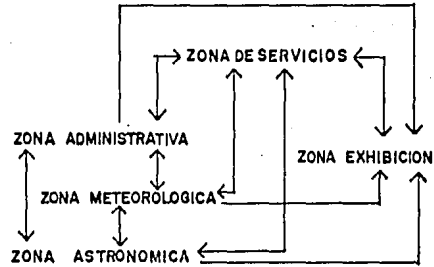 ZONA DE SERVICIOS
ZONA ADMINISTRATIVA
ZONA EXHIBICION
ZONA METEOROLOGICA
ZONA ASTRONOMICA